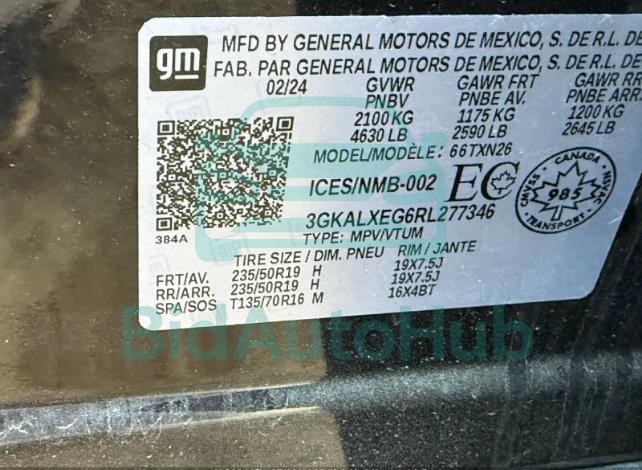 gm
MFD BY GENERAL MOTORS DE MEXICO, S. DE R.L. DE
FAB. PAR GENERAL MOTORS DE MEXICO, S. DE R.L. DE
02/24 GVWR GAWR FRT GAWR RR
PNBV PNBE AV. PNBE ARR.
2100 KG 1175 KG 1200 KG
4630 LB 2590 LB 2645 LB
MODEL/MODÈLE: 66TXN26
ICES/NMB-002 EC
CANADA
DRIVES - MOVEC
985
TRANSPORT
3GKALXEG6RL277346
384A
TYPE: MPV/VTUM
TIRE SIZE / DIM. PNEU RIM / JANTE
FRT/AV. 235/50R19 H 19X7.5J
RR/ARR. 235/50R19 H 19X7.5J
SPA/SOS T135/70R16 M 16X4BT
BidAutoHub